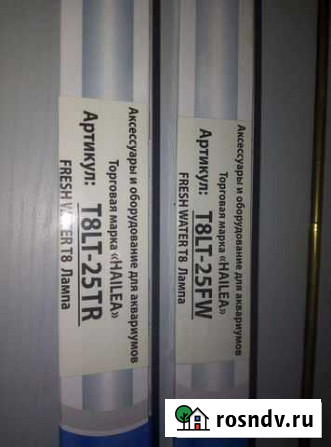 Аксессуары и оборудование для аквариумов
Торговая марка «HAILEA»
Артикул: T8LT-25TR
FRESH WATER T8 Лампа
Аксессуары и оборудование для аквариумов
Торговая марка «HAILEA»
Артикул: T8LT-25FW
FRESH WATER T8 Лампа
rosndv.ru